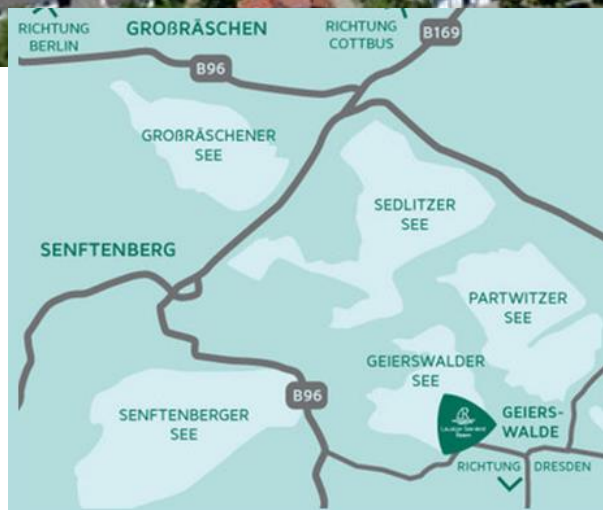 RICHTUNG
BERLIN
GROßRÄSCHEN
RICHTUNG
COTTBUS
B169
B96
GROßRÄSCHENER
SEE
SEDLITZER
SEE
SENFTENBERG
PARTWITZER
SEE
GEIERSWALDER
SEE
B96
SENFTENBERGER
SEE
GEIERS-
WALDE
RICHTUNG DRESDEN